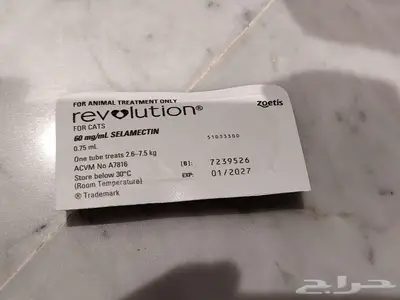 FOR ANIMAL TREATMENT ONLY
revolution®
zoetis
FOR CATS
60 mg/mL SELAMECTIN
51033300
0.75 mL
One tube treats 2.6-7.5 kg
ACVM No A7816
(B): 7239526
Store below 30°C
EXP: 01/2027
(Room Temperature)
® Trademark
حراج